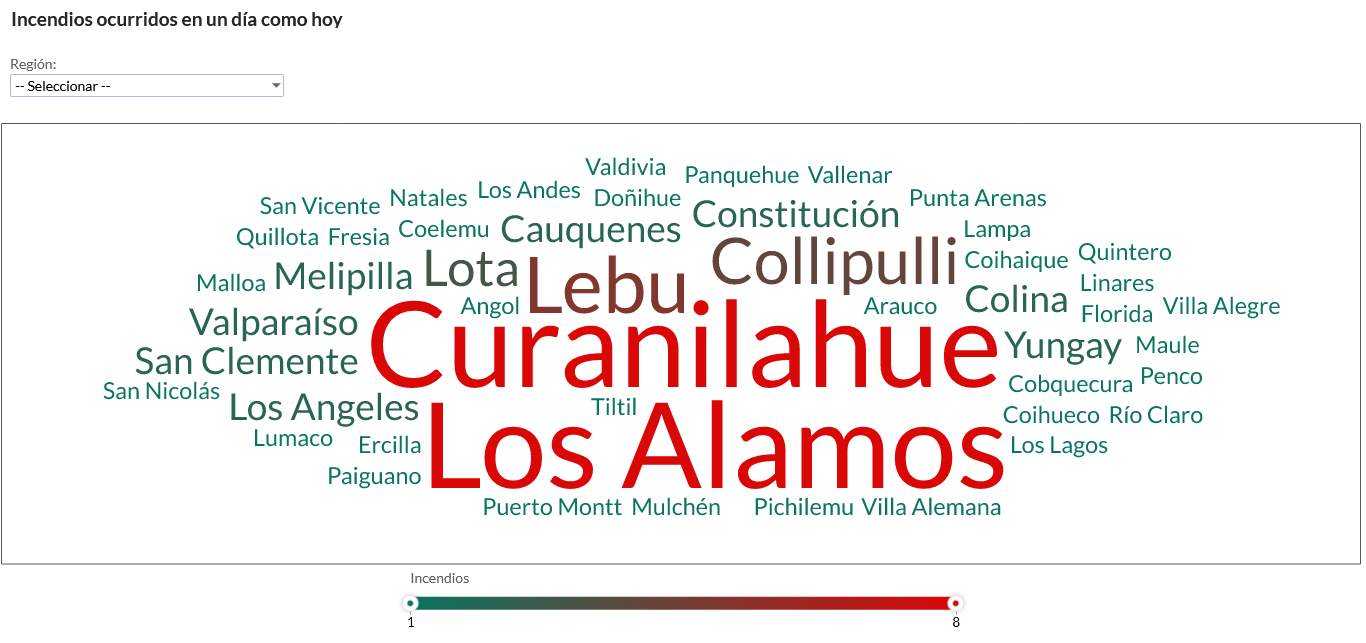 Incendios ocurridos en un día como hoy
Región:
-- Seleccionar --
Valdivia
Panquehue Vallenar
San Vicente Natales Los Andes Doñihue Punta Arenas
Quillota Fresia Coelemu Cauquenes Constitución Lampa
Malloa Melipilla Lota Lebu Collipulli Coihaique Quintero
Linares
Valparaíso Angol Arauco Colina Florida Villa Alegre
San Clemente Curanilahue Yungay Maule
San Nicolás Cobquecura Penco
Los Angeles Tiltil Coihueco Río Claro
Lumaco Ercilla Los Alamos Los Lagos
Paiguano
Puerto Montt Mulchén Pichilemu Villa Alemana
Incendios
1 8